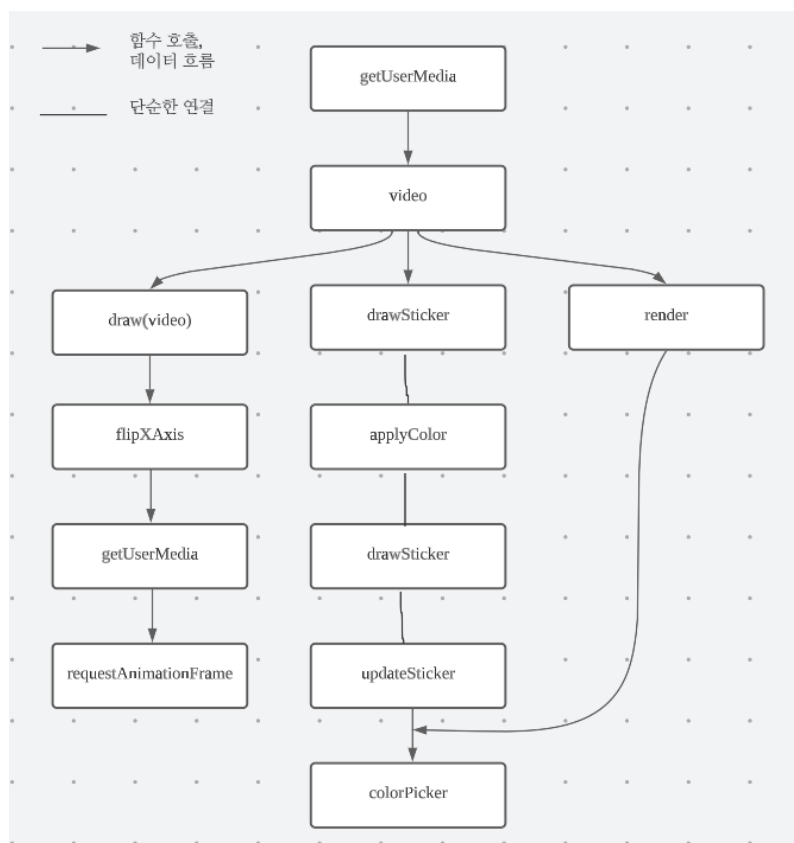 함수 호출,
데이터 흐름
단순한 연결
getUserMedia
video
draw(video)
drawSticker
render
flipXAxis
applyColor
getUserMedia
drawSticker
requestAnimationFrame
updateSticker
colorPicker